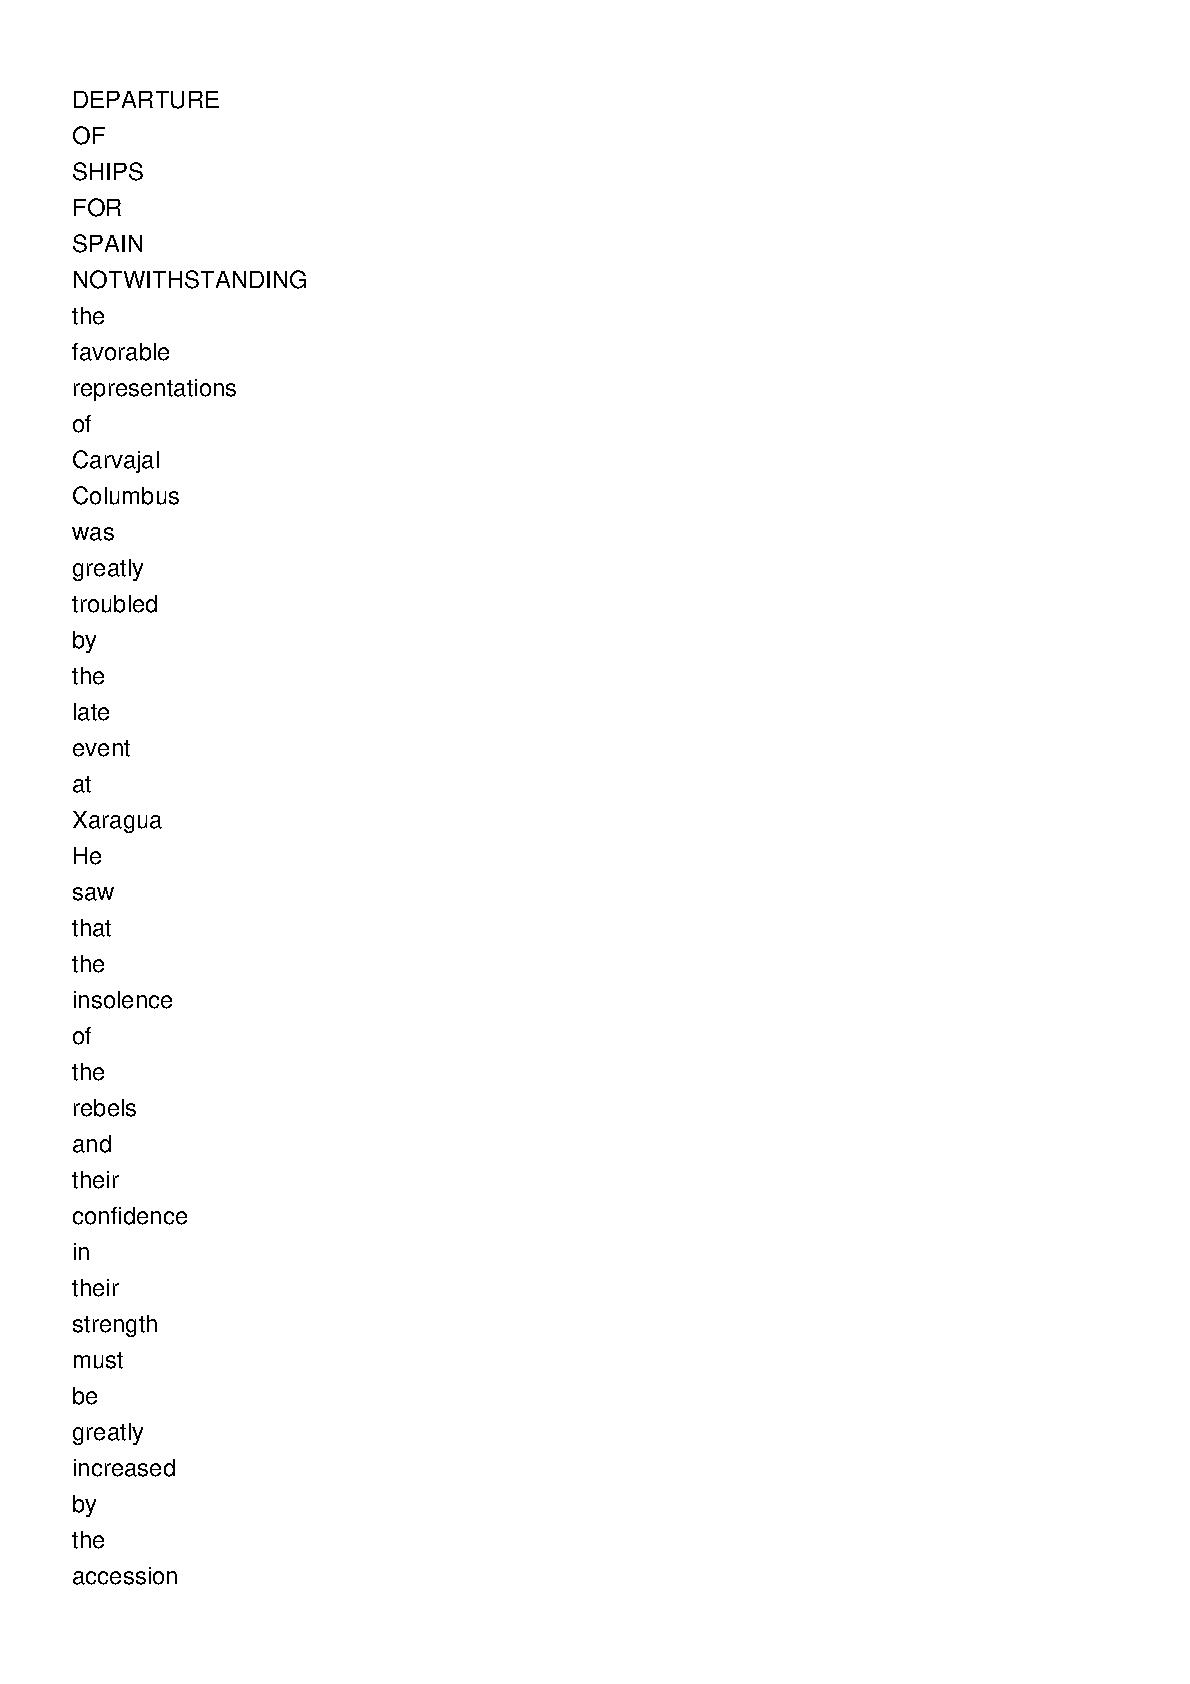 DEPARTURE
OF
SHIPS
FOR
SPAIN
NOTWITHSTANDING
the
favorable
representations
of
Carvajal
Columbus
was
greatly
troubled
by
the
late
event
at
Xaragua
He
saw
that
the
insolence
of
the
rebels
and
their
confidence
in
their
strength
must
be
greatly
increased
by
the
accession